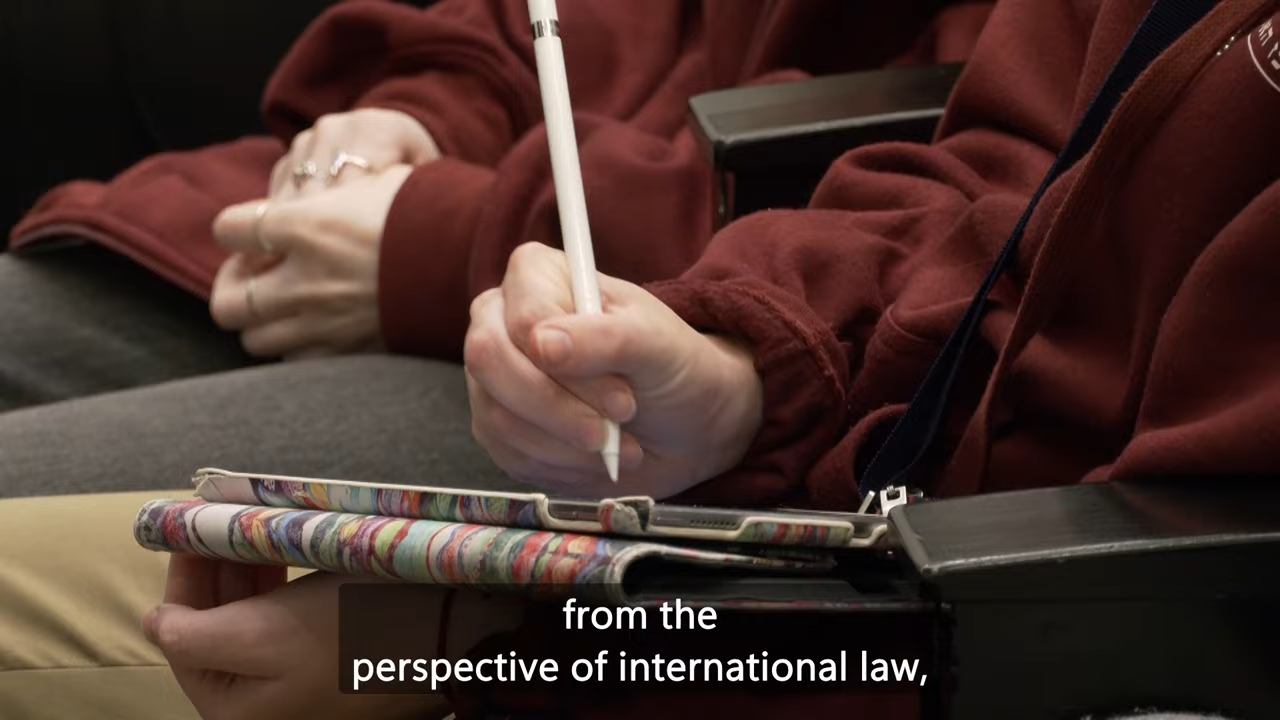 from the
perspective of international law,